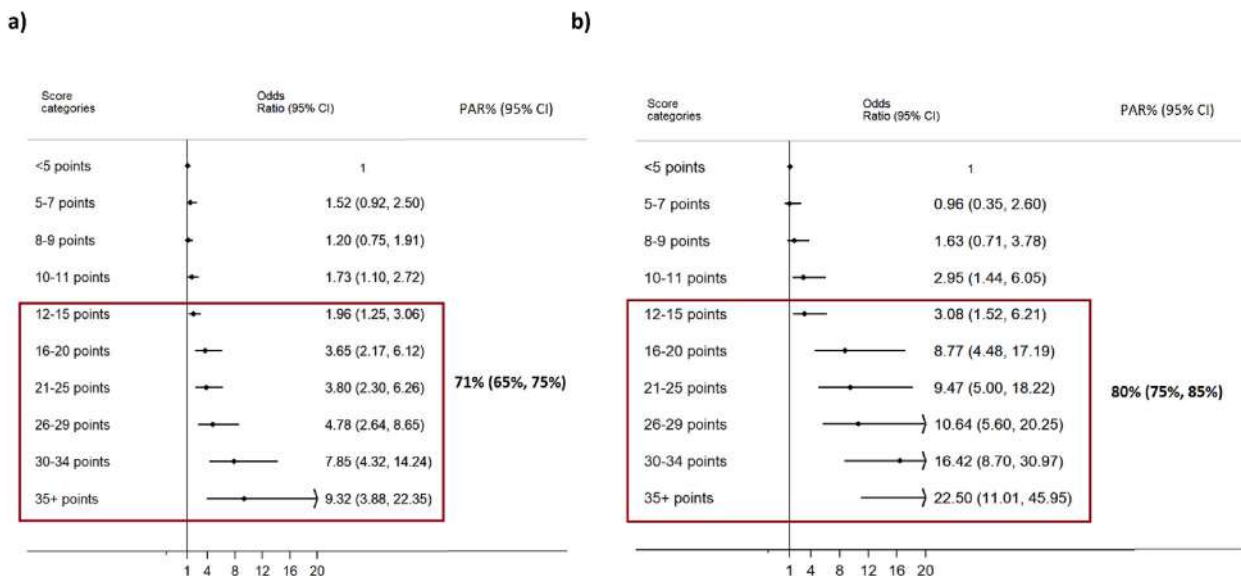 a)
Score categories
Odds Ratio (95% CI)
PAR% (95% CI)
<5 points 1
5-7 points 1.52 (0.92, 2.50)
8-9 points 1.20 (0.75, 1.91)
10-11 points 1.73 (1.10, 2.72)
12-15 points 1.96 (1.25, 3.06)
16-20 points 3.65 (2.17, 6.12)
21-25 points 3.80 (2.30, 6.26)
71% (65%, 75%)
26-29 points 4.78 (2.64, 8.65)
30-34 points 7.85 (4.32, 14.24)
35+ points 9.32 (3.88, 22.35)
1 4 8 12 16 20
b)
Score categories
Odds Ratio (95% CI)
PAR% (95% CI)
<5 points 1
5-7 points 0.96 (0.35, 2.60)
8-9 points 1.63 (0.71, 3.78)
10-11 points 2.95 (1.44, 6.05)
12-15 points 3.08 (1.52, 6.21)
16-20 points 8.77 (4.48, 17.19)
21-25 points 9.47 (5.00, 18.22)
80% (75%, 85%)
26-29 points 10.64 (5.60, 20.25)
30-34 points 16.42 (8.70, 30.97)
35+ points 22.50 (11.01, 45.95)
1 4 8 12 16 20